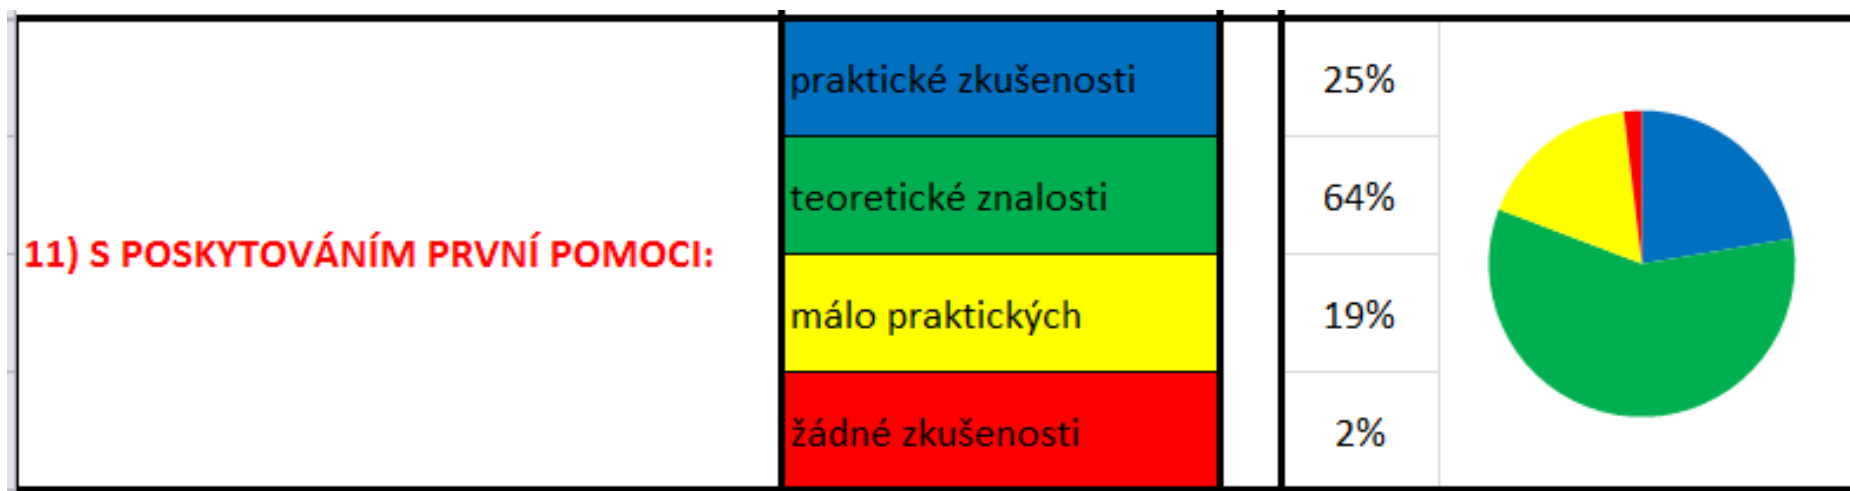 praktické zkušenosti 25%
teoretické znalosti 64%
11) S POSKYTOVÁNÍM PRVNÍ POMOCI:
málo praktických 19%
žádné zkušenosti 2%